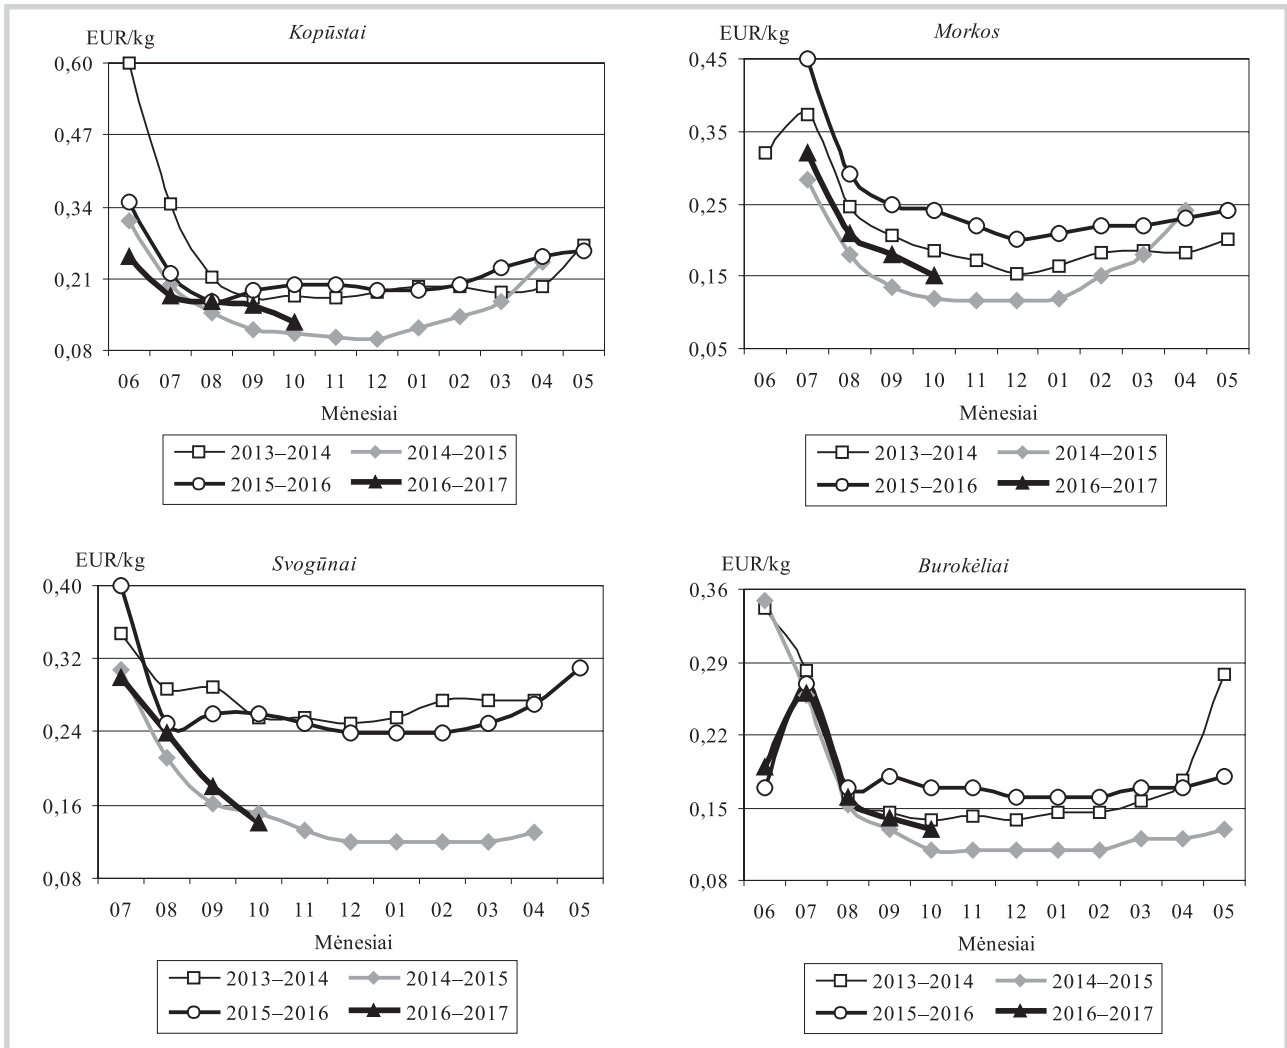 EUR/kg
Kopūstai
0,60
0,47
0,34
0,21
0,08
06 07 08 09 10 11 12 01 02 03 04 05
Mėnesiai
2013–2014 2014–2015
2015–2016 2016–2017
EUR/kg
Morkos
0,45
0,35
0,25
0,15
0,05
06 07 08 09 10 11 12 01 02 03 04 05
Mėnesiai
2013–2014 2014–2015
2015–2016 2016–2017
EUR/kg
Svogūnai
0,40
0,32
0,24
0,16
0,08
07 08 09 10 11 12 01 02 03 04 05
Mėnesiai
2013–2014 2014–2015
2015–2016 2016–2017
EUR/kg
Burokėliai
0,36
0,29
0,22
0,15
0,08
06 07 08 09 10 11 12 01 02 03 04 05
Mėnesiai
2013–2014 2014–2015
2015–2016 2016–2017